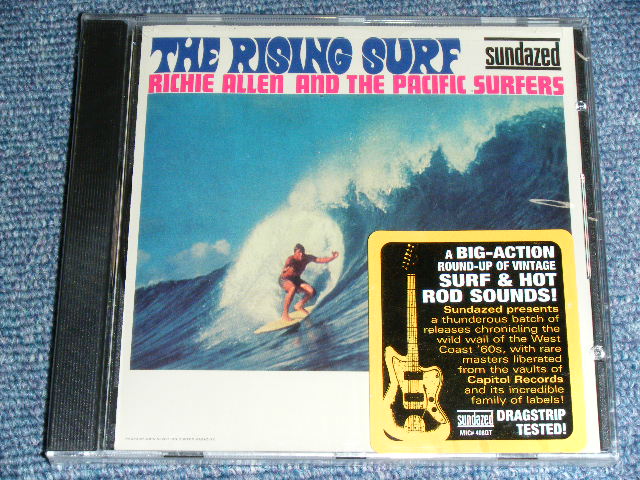 THE RISING SURF
sundazed
RICHIE ALLEN AND THE PACIFIC SURFERS
A BIG-ACTION
ROUND-UP OF VINTAGE
SURF & HOT
ROD SOUNDS!
Sundazed presents
a thunderous batch of
releases chronicling the
wild wail of the West
Coast '60s, with rare
masters liberated
from the vaults of
Capitol Records
and its incredible
family of labels!
sundazed
DRAGSTRIP
TESTED!